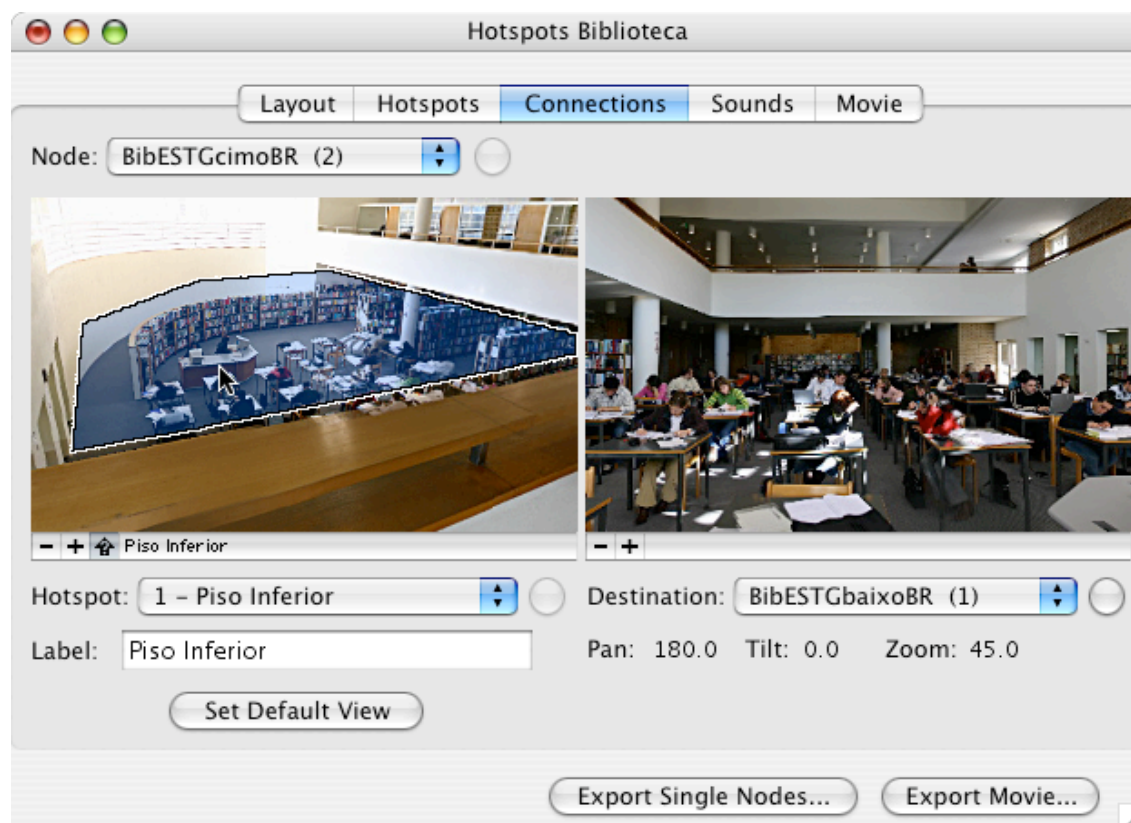 Hotspots Biblioteca
Layout Hotspots Connections Sounds Movie
Node: BibESTGcimoBR (2)
Piso Inferior
Hotspot: 1 – Piso Inferior Destination: BibESTGbaixoBR (1)
Label: Piso Inferior Pan: 180.0 Tilt: 0.0 Zoom: 45.0
Set Default View
Export Single Nodes... Export Movie...